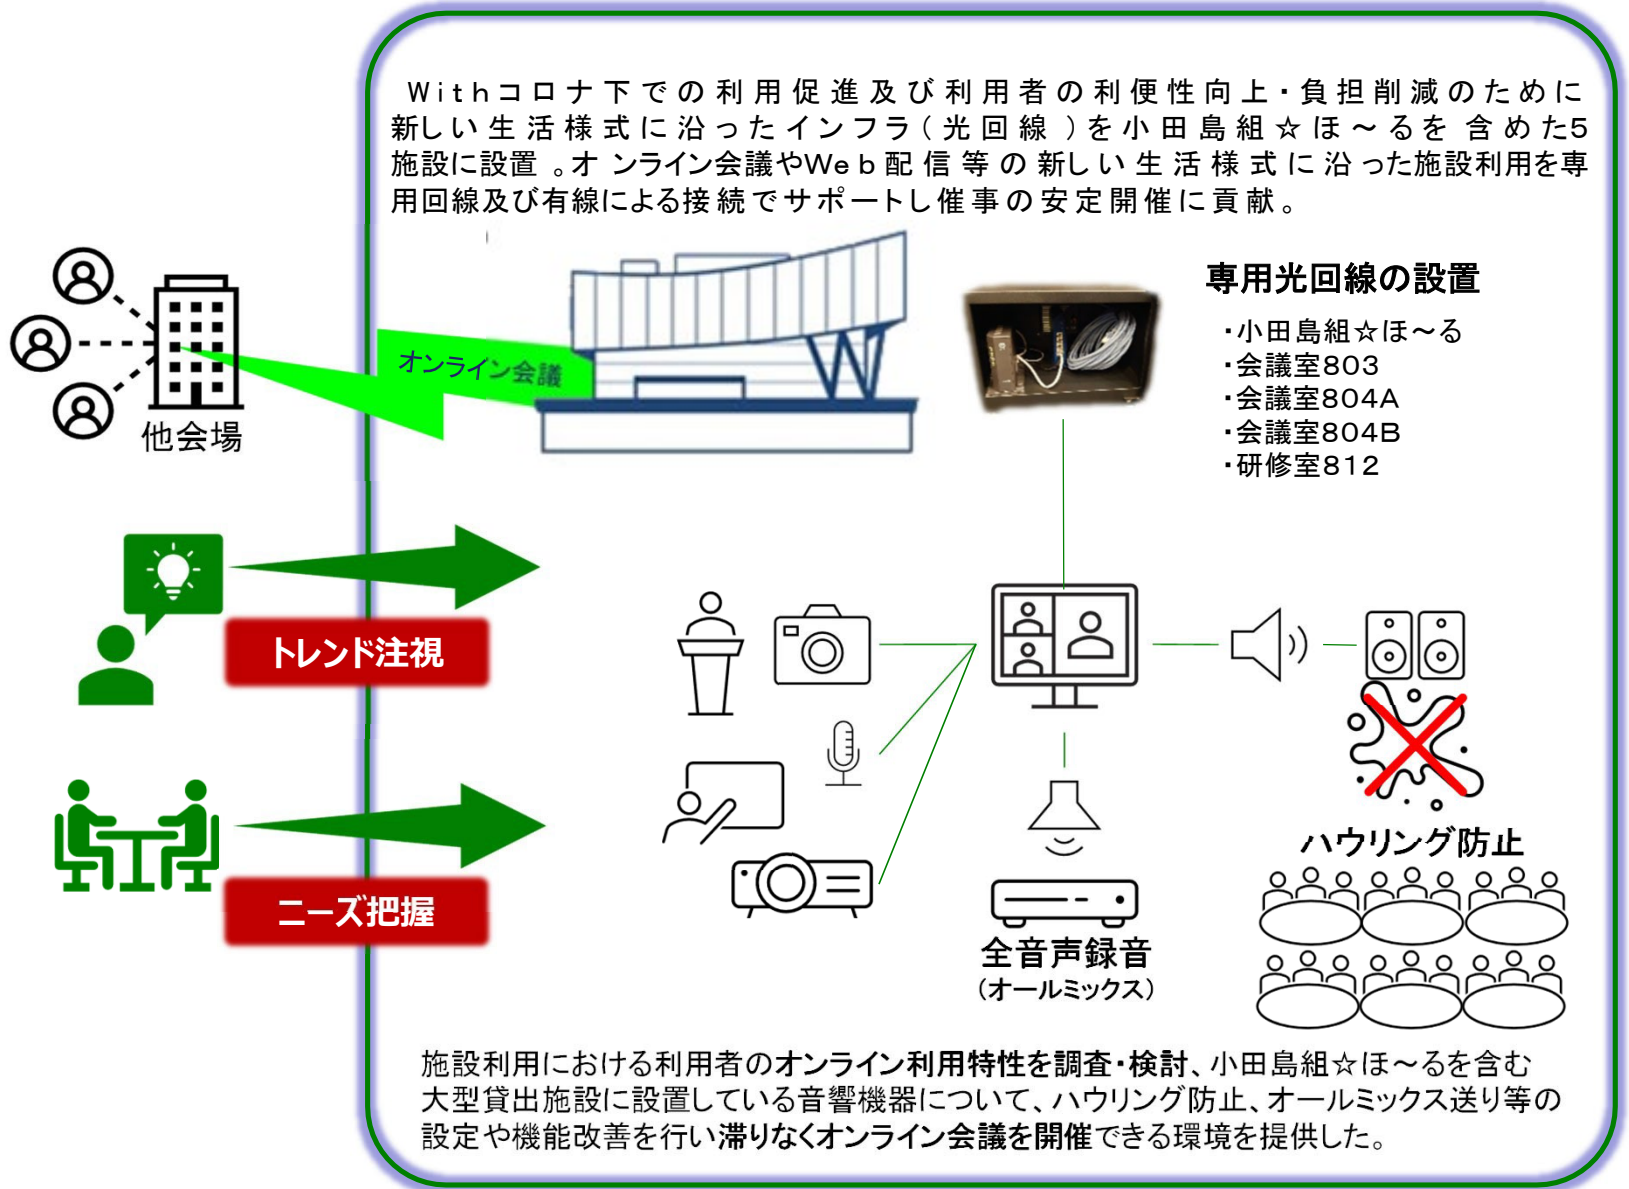 Withコロナ下での利用促進及び利用者の利便性向上・負担削減のために
新しい生活様式に沿ったインフラ(光回線)を小田島組☆ほ～るを含めた5
施設に設置。オンライン会議やWeb配信等の新しい生活様式に沿った施設利用を専
用回線及び有線による接続でサポートし催事の安定開催に貢献。
専用光回線の設置
・小田島組☆ほ～る
・会議室803
・会議室804A
・会議室804B
・研修室812
オンライン会議
他会場
トレンド注視
ニーズ把握
ハウリング防止
全音声録音
(オールミックス)
施設利用における利用者のオンライン利用特性を調査・検討、小田島組☆ほ～るを含む
大型貸出施設に設置している音響機器について、ハウリング防止、オールミックス送り等の
設定や機能改善を行い滞りなくオンライン会議を開催できる環境を提供した。